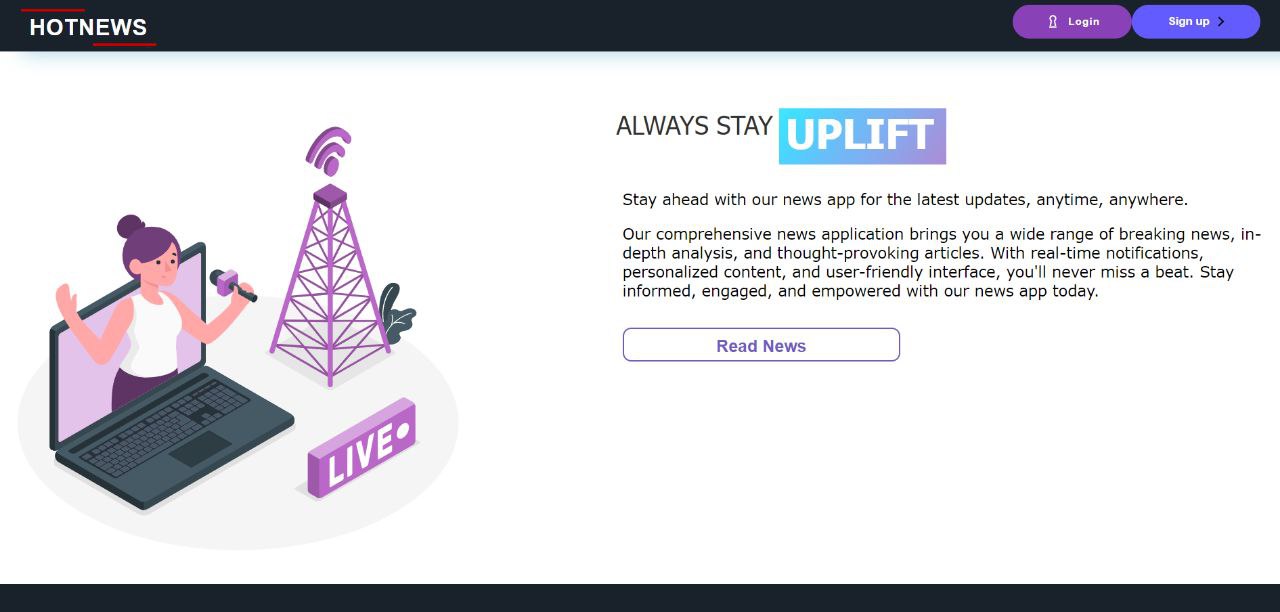 HOTNEWS
Login
Sign up
ALWAYS STAY UPLIFT
Stay ahead with our news app for the latest updates, anytime, anywhere.
Our comprehensive news application brings you a wide range of breaking news, in-
depth analysis, and thought-provoking articles. With real-time notifications,
personalized content, and user-friendly interface, you'll never miss a beat. Stay
informed, engaged, and empowered with our news app today.
Read News
LIVE